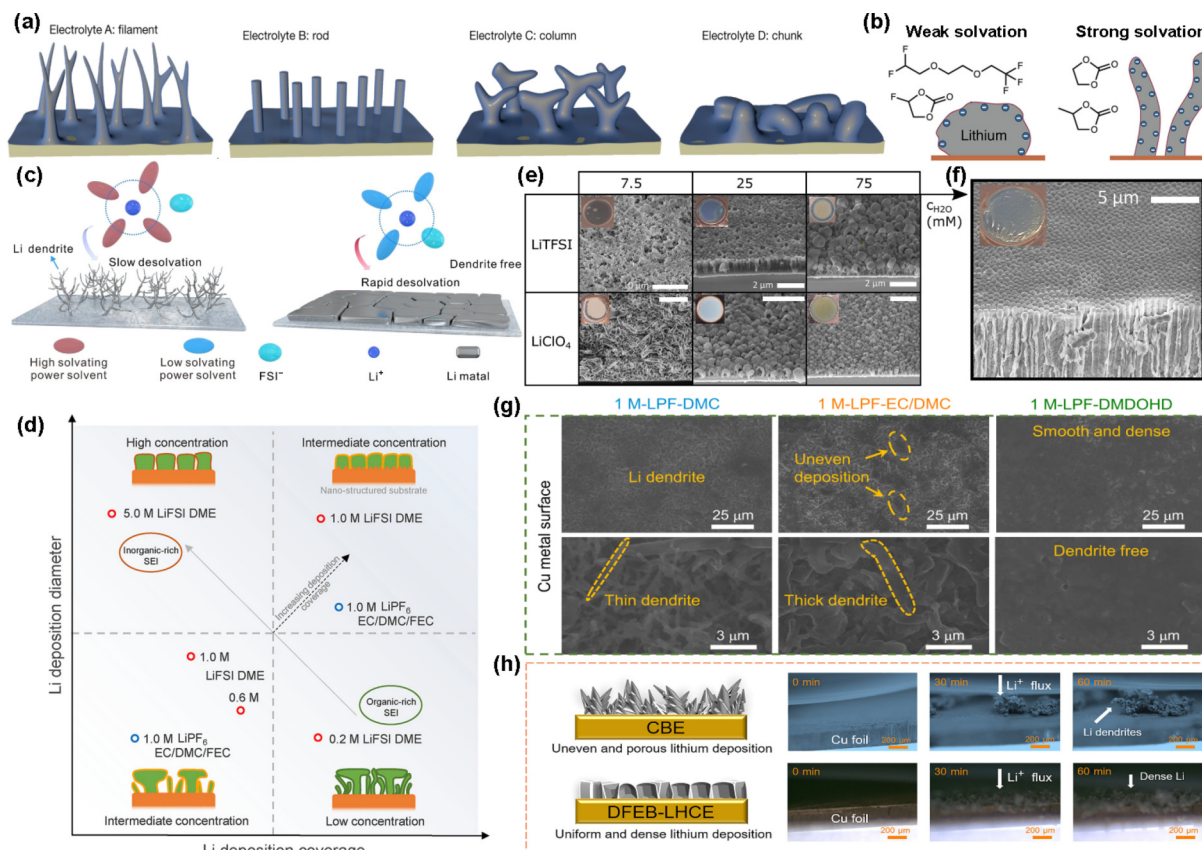 (a)
Electrolyte A: filament
Electrolyte B: rod
Electrolyte C: column
Electrolyte D: chunk
(b)
Weak solvation
Strong solvation
F
O
F
F
O
F
F
F
O
O
O
O
O
O
O
O
O
Lithium
(c)
Li dendrite
Slow desolvation
Dendrite free
Rapid desolvation
High solvating
power solvent
Low solvating
power solvent
FSI⁻
Li⁺
Li matal
(d)
High concentration
Intermediate concentration
Nano-structured substrate
5.0 M LiFSI DME
1.0 M LiFSI DME
Inorganic-rich
SEI
Increasing deposition
coverage
1.0 M LiPF₆
EC/DMC/FEC
1.0 M
LiFSI DME
0.6 M
Organic-rich
SEI
1.0 M LiPF₆
EC/DMC/FEC
0.2 M LiFSI DME
Intermediate concentration
Low concentration
Li deposition diameter
Li deposition coverage
(e)
7.5
25
75
c_H2O
(mM)
LiTFSI
2 μm
2 μm
LiClO₄
(f)
5 μm
(g)
1 M-LPF-DMC
1 M-LPF-EC/DMC
1 M-LPF-DMDOHD
Cu metal surface
Li dendrite
25 μm
Uneven
deposition
25 μm
Smooth and dense
25 μm
Thin dendrite
3 μm
Thick dendrite
3 μm
Dendrite free
3 μm
(h)
CBE
Uneven and porous lithium deposition
0 min
Cu foil
200 μm
30 min
Li⁺ flux
200 μm
60 min
Li dendrites
200 μm
DFEB-LHCE
Uniform and dense lithium deposition
0 min
Cu foil
200 μm
30 min
Li⁺ flux
200 μm
60 min
Dense Li
200 μm